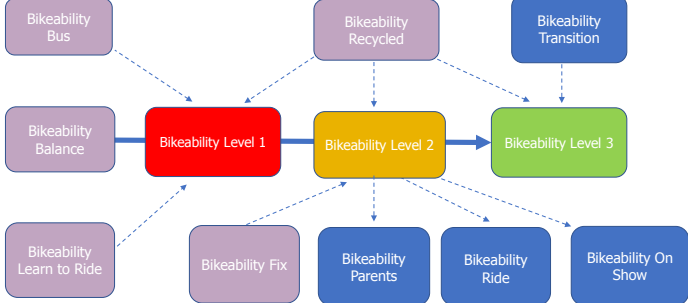 Bikeability
Bus
Bikeability
Recycled
Bikeability
Transition
Bikeability
Balance
Bikeability Level 1
Bikeability Level 2
Bikeability Level 3
Bikeability
Learn to Ride
Bikeability Fix
Bikeability
Parents
Bikeability
Ride
Bikeability On
Show